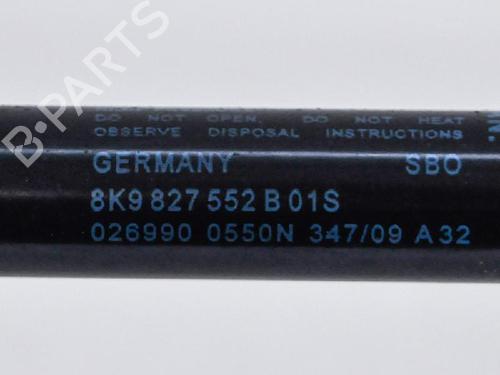 B-PARTS
DO NOT OPEN. DO NOT HEAT
OBSERVE DISPOSAL INSTRUCTIONS
GERMANY SBO
8K9 827 552 B 01S
026990 0550N 347/09 A 32